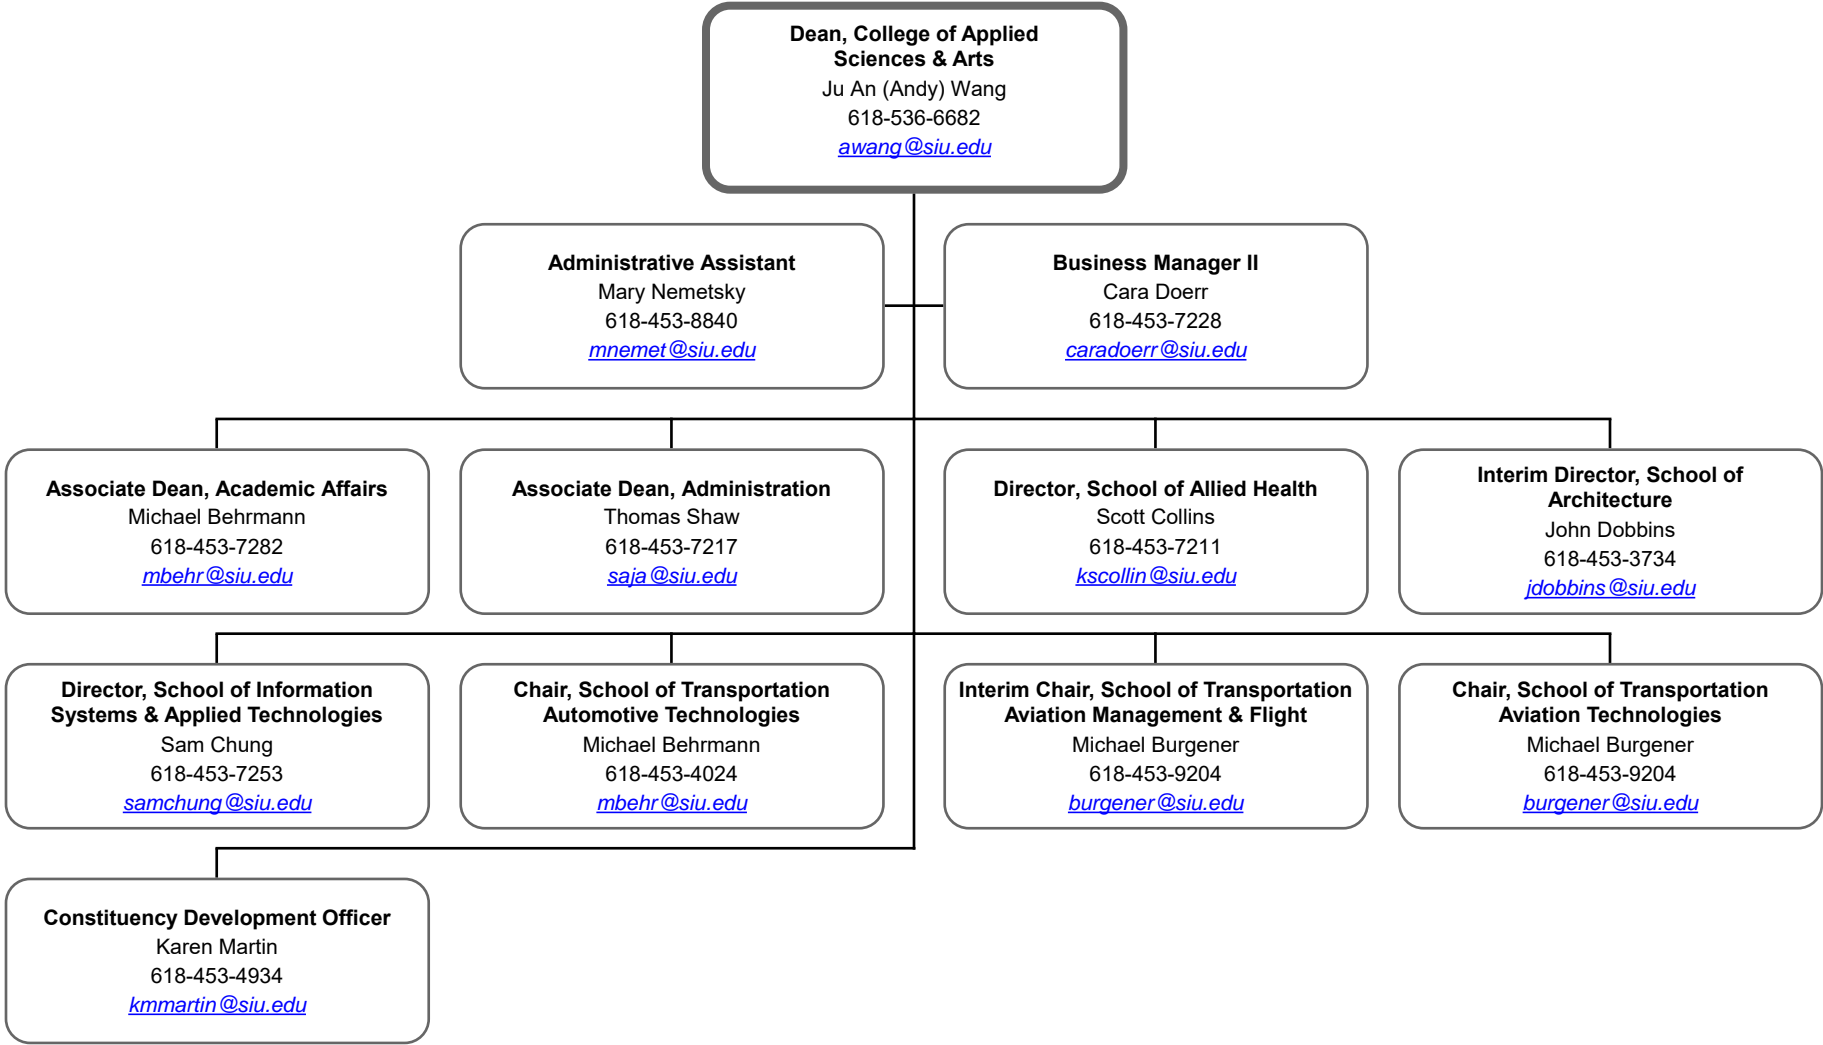 Dean, College of Applied
Sciences & Arts
Ju An (Andy) Wang
618-536-6682
awang@siu.edu
Administrative Assistant
Mary Nemetsky
618-453-8840
mnemet@siu.edu
Business Manager II
Cara Doerr
618-453-7228
caradoerr@siu.edu
Associate Dean, Academic Affairs
Michael Behrmann
618-453-7282
mbehr@siu.edu
Associate Dean, Administration
Thomas Shaw
618-453-7217
saja@siu.edu
Director, School of Allied Health
Scott Collins
618-453-7211
kscollin@siu.edu
Interim Director, School of
Architecture
John Dobbins
618-453-3734
jdobbins@siu.edu
Director, School of Information
Systems & Applied Technologies
Sam Chung
618-453-7253
samchung@siu.edu
Chair, School of Transportation
Automotive Technologies
Michael Behrmann
618-453-4024
mbehr@siu.edu
Interim Chair, School of Transportation
Aviation Management & Flight
Michael Burgener
618-453-9204
burgener@siu.edu
Chair, School of Transportation
Aviation Technologies
Michael Burgener
618-453-9204
burgener@siu.edu
Constituency Development Officer
Karen Martin
618-453-4934
kmmartin@siu.edu